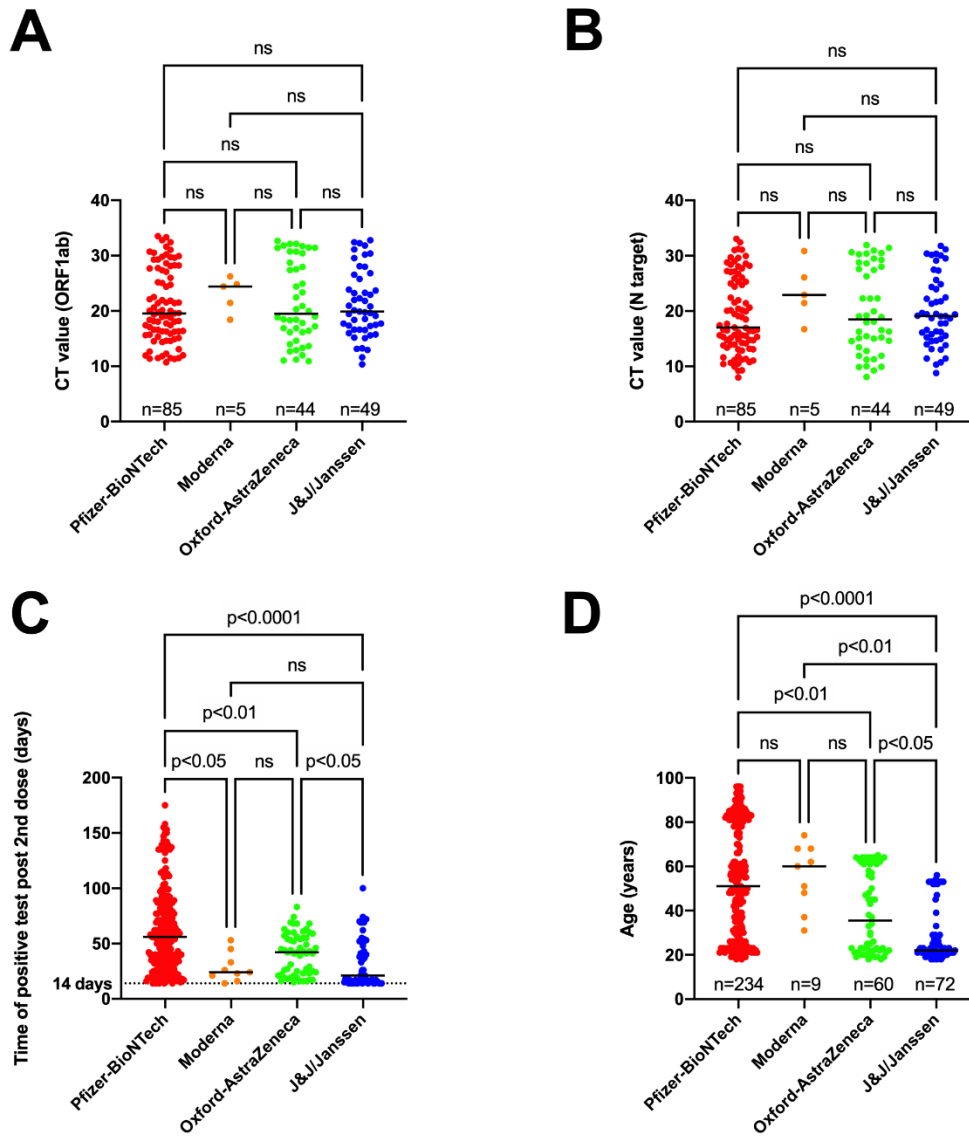 A
ns
ns
ns
ns
ns
ns
CT value (ORF1ab)
40
30
20
10
0
n=85
n=5
n=44
n=49
Pfizer-BioNTech
Moderna
Oxford-AstraZeneca
J&J/Janssen
B
ns
ns
ns
ns
ns
ns
CT value (N target)
40
30
20
10
0
n=85
n=5
n=44
n=49
Pfizer-BioNTech
Moderna
Oxford-AstraZeneca
J&J/Janssen
C
p<0.0001
ns
p<0.01
p<0.05
ns
p<0.05
Time of positive test post 2nd dose (days)
200
150
100
50
14 days
0
Pfizer-BioNTech
Moderna
Oxford-AstraZeneca
J&J/Janssen
D
p<0.0001
p<0.01
p<0.01
ns
ns
p<0.05
Age (years)
100
80
60
40
20
0
n=234
n=9
n=60
n=72
Pfizer-BioNTech
Moderna
Oxford-AstraZeneca
J&J/Janssen